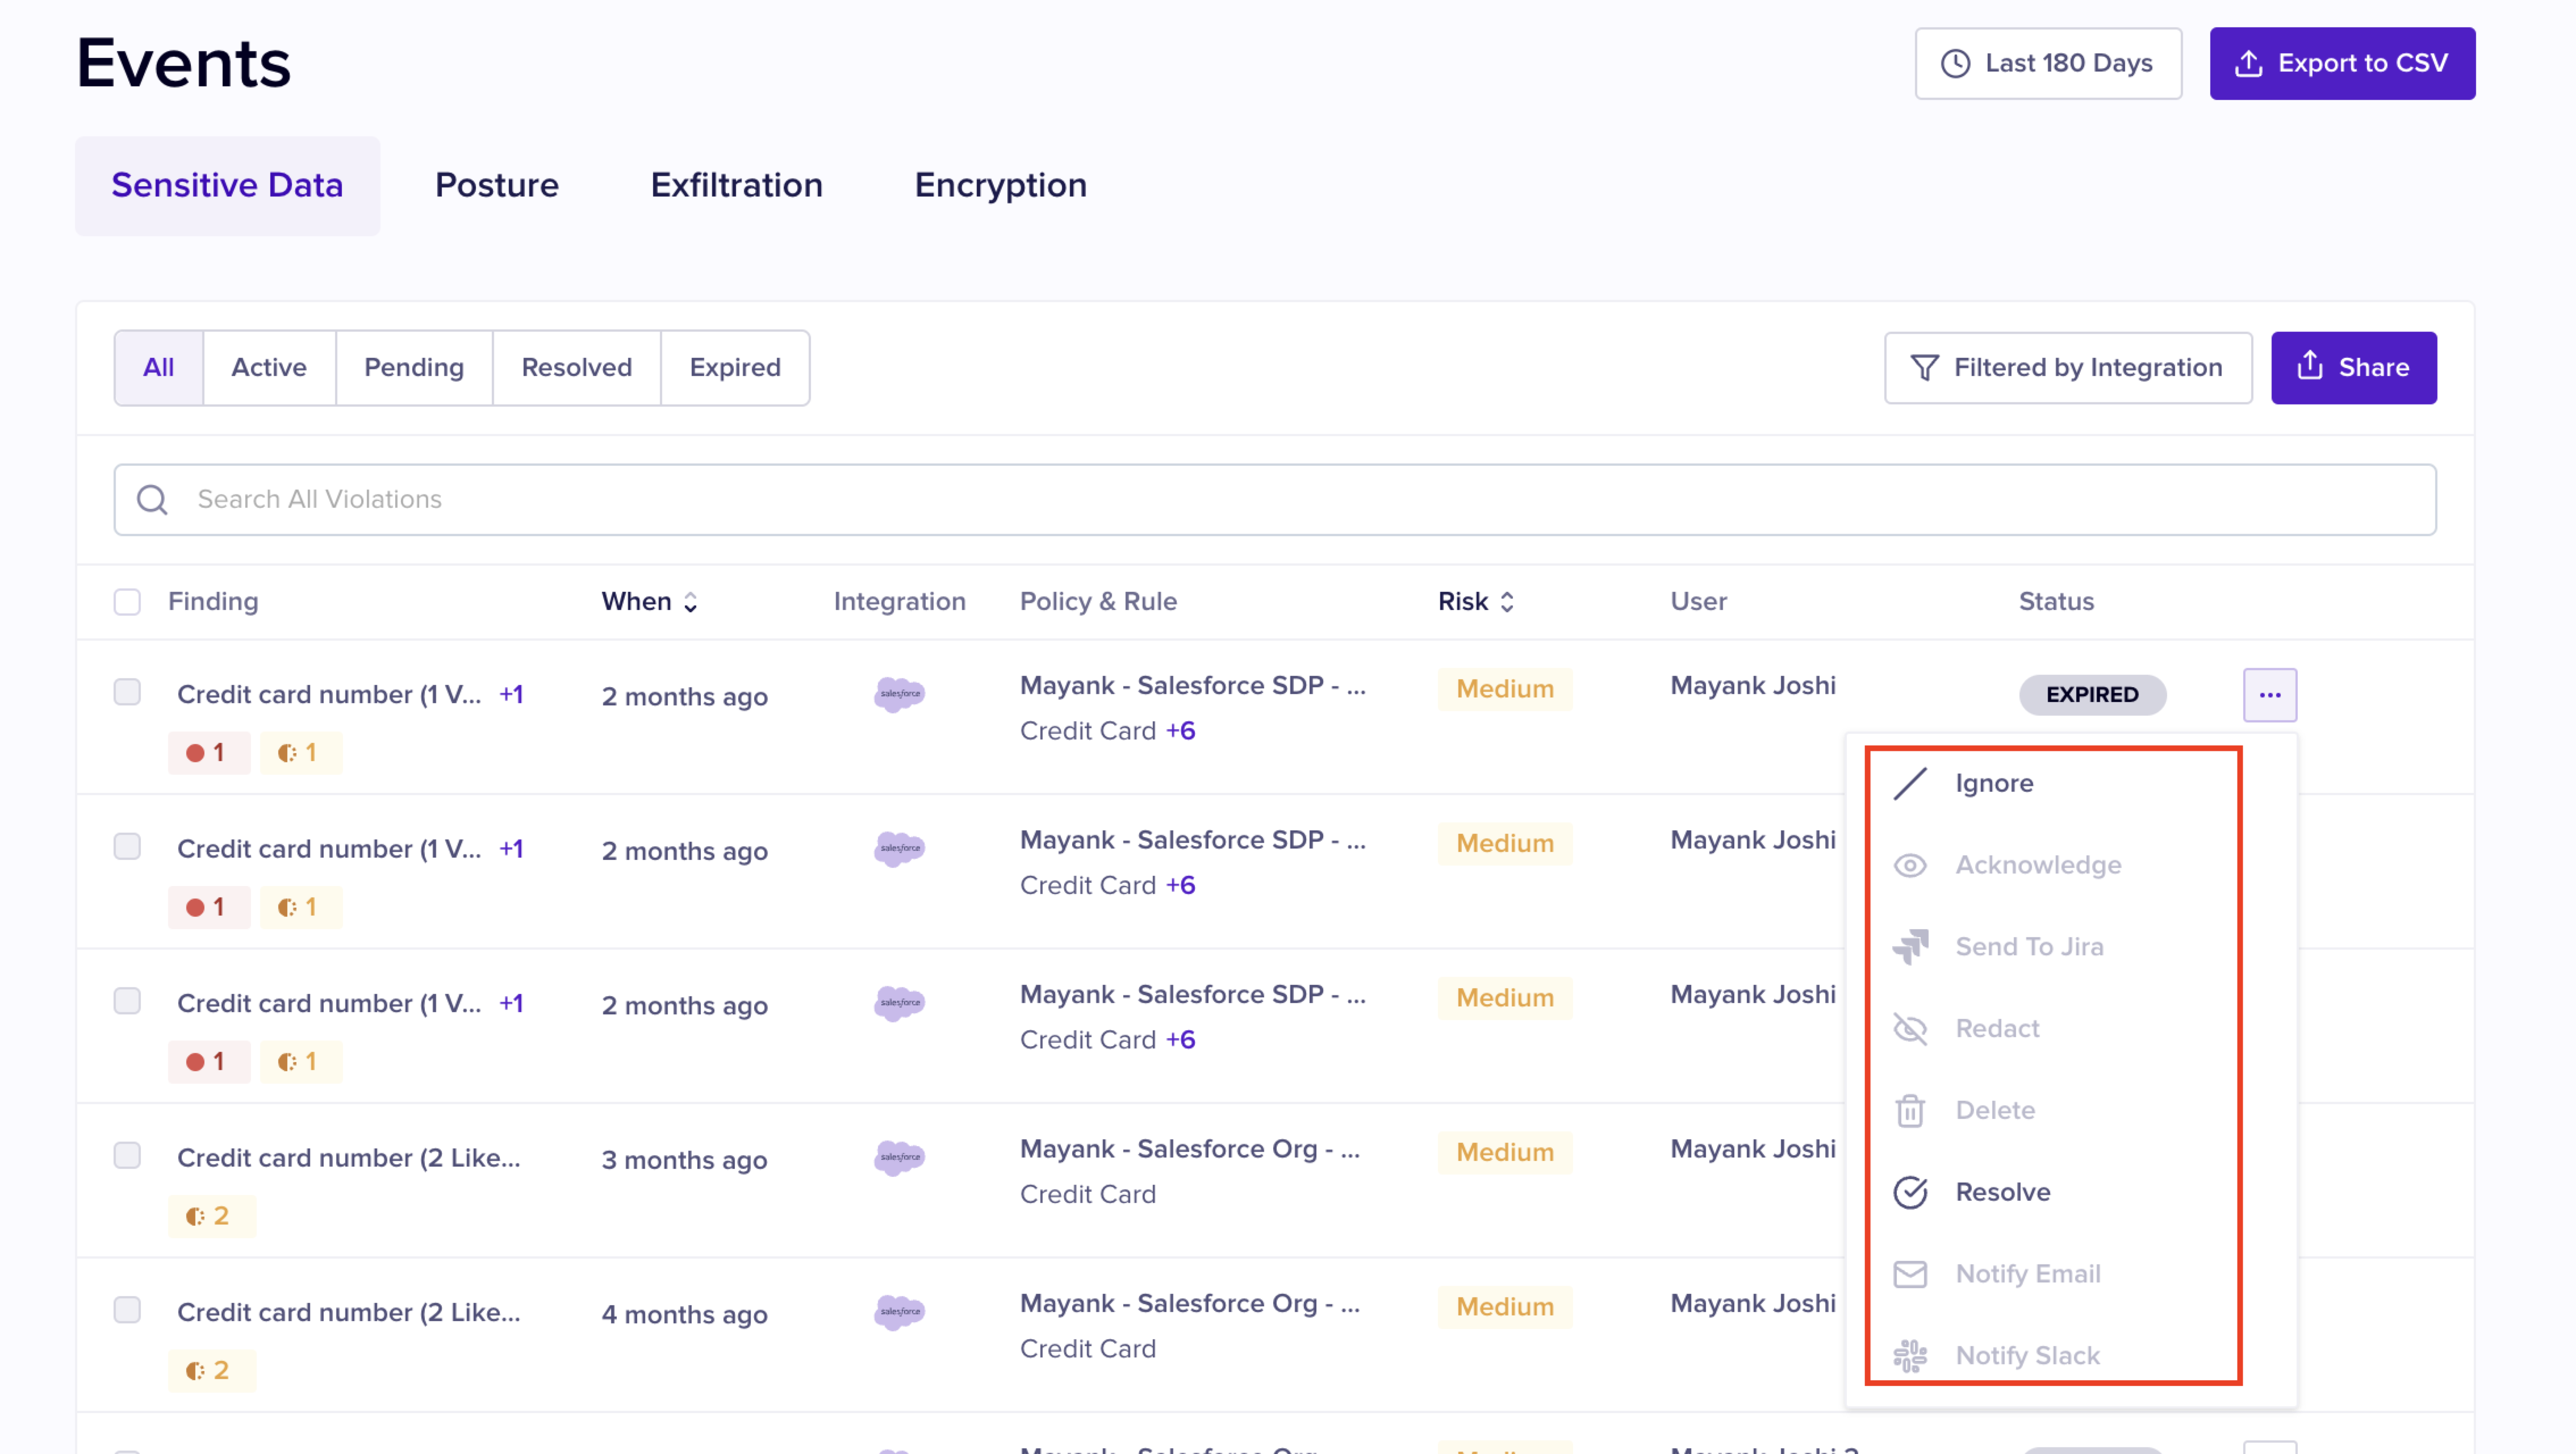 Events
Last 180 Days
Export to CSV
Sensitive Data
Posture
Exfiltration
Encryption
All
Active
Pending
Resolved
Expired
Filtered by Integration
Share
Search All Violations
Finding
When
Integration
Policy & Rule
Risk
User
Status
Credit card number (1 V... +1
1
1
2 months ago
salesforce
Mayank - Salesforce SDP - ...
Credit Card +6
Medium
Mayank Joshi
EXPIRED
...
Credit card number (1 V... +1
1
1
2 months ago
salesforce
Mayank - Salesforce SDP - ...
Credit Card +6
Medium
Mayank Joshi
Credit card number (1 V... +1
1
1
2 months ago
salesforce
Mayank - Salesforce SDP - ...
Credit Card +6
Medium
Mayank Joshi
Credit card number (2 Like...
2
3 months ago
salesforce
Mayank - Salesforce Org - ...
Credit Card
Medium
Mayank Joshi
Credit card number (2 Like...
2
4 months ago
salesforce
Mayank - Salesforce Org - ...
Credit Card
Medium
Mayank Joshi
Ignore
Acknowledge
Send To Jira
Redact
Delete
Resolve
Notify Email
Notify Slack